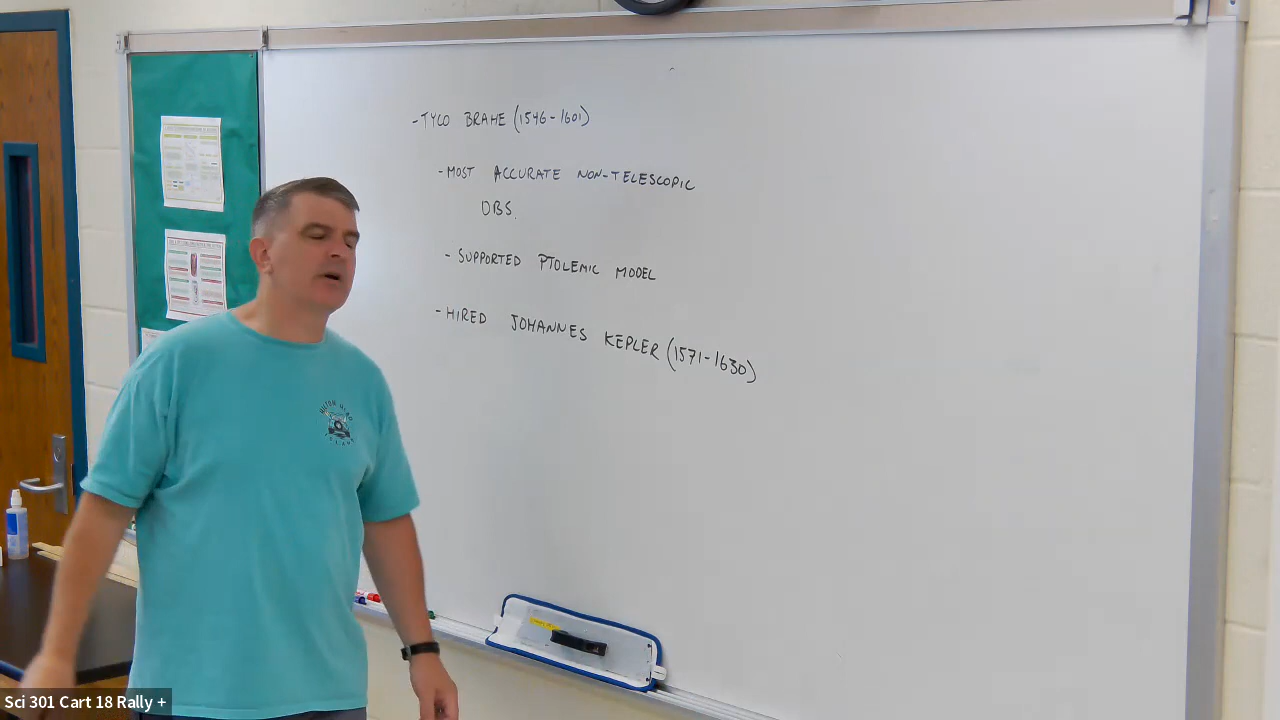 -TYCO BRAHE (1546-1601)
-MOST ACCURATE NON-TELESCOPIC
OBS.
-SUPPORTED PTOLEMIC MODEL
-HIRED JOHANNES KEPLER (1571-1630)
Sci 301 Cart 18 Rally +